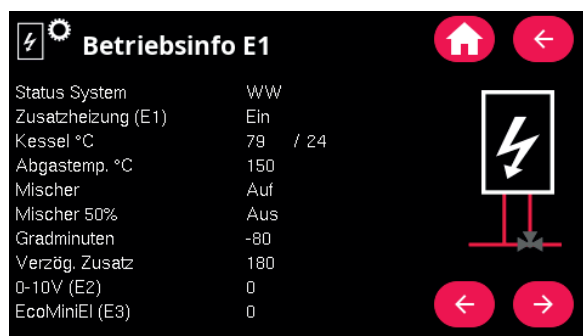 Betriebsinfo E1
Status System WW
Zusatzheizung (E1) Ein
Kessel °C 79 / 24
Abgastemp. °C 150
Mischer Auf
Mischer 50% Aus
Gradminuten -80
Verzög. Zusatz 180
0-10V (E2) 0
EcoMiniEl (E3) 0